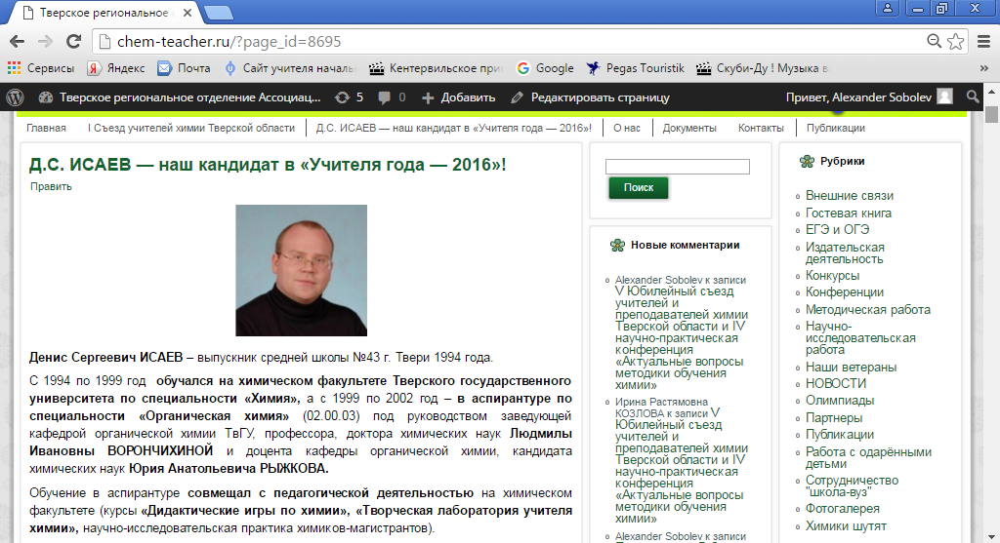 Тверское региональное
chem-teacher.ru/?page_id=8695
Сервисы Яндекс Почта Сайт учителя началь Кентервильское при Google Pegas Touristik Скуби-Ду ! Музыка в »
Тверское региональное отделение Ассоциац... 5 0 Добавить Редактировать страницу Привет, Alexander Sobolev
Главная I Съезд учителей химии Тверской области Д.С. ИСАЕВ — наш кандидат в «Учителя года — 2016»! О нас Документы Контакты Публикации
Д.С. ИСАЕВ — наш кандидат в «Учителя года — 2016»!
Править
Денис Сергеевич ИСАЕВ – выпускник средней школы №43 г. Твери 1994 года.
С 1994 по 1999 год обучался на химическом факультете Тверского государственного
университета по специальности «Химия», а с 1999 по 2002 год – в аспирантуре по
специальности «Органическая химия» (02.00.03) под руководством заведующей
кафедрой органической химии ТвГУ, профессора, доктора химических наук Людмилы
Ивановны ВОРОНЧИХИНОЙ и доцента кафедры органической химии, кандидата
химических наук Юрия Анатольевича РЫЖКОВА.
Обучение в аспирантуре совмещал с педагогической деятельностью на химическом
факультете (курсы «Дидактические игры по химии», «Творческая лаборатория учителя
химии», научно-исследовательская практика химиков-магистрантов).
Поиск
Новые комментарии
Alexander Sobolev к записи
V Юбилейный съезд
учителей и
преподавателей химии
Тверской области и IV
научно-практическая
конференция
«Актуальные вопросы
методики обучения
химии»
Ирина Растямовна
КОЗЛОВА к записи V
Юбилейный съезд
учителей и
преподавателей химии
Тверской области и IV
научно-практическая
конференция
«Актуальные вопросы
методики обучения
химии»
Alexander Sobolev к записи
Рубрики
Внешние связи
Гостевая книга
ЕГЭ и ОГЭ
Издательская
деятельность
Конкурсы
Конференции
Методическая работа
Научно-
исследовательская
работа
Наши ветераны
НОВОСТИ
Олимпиады
Партнеры
Публикации
Работа с одарёнными
детьми
Сотрудничество
"школа-вуз"
Фотогалерея
Химики шутят